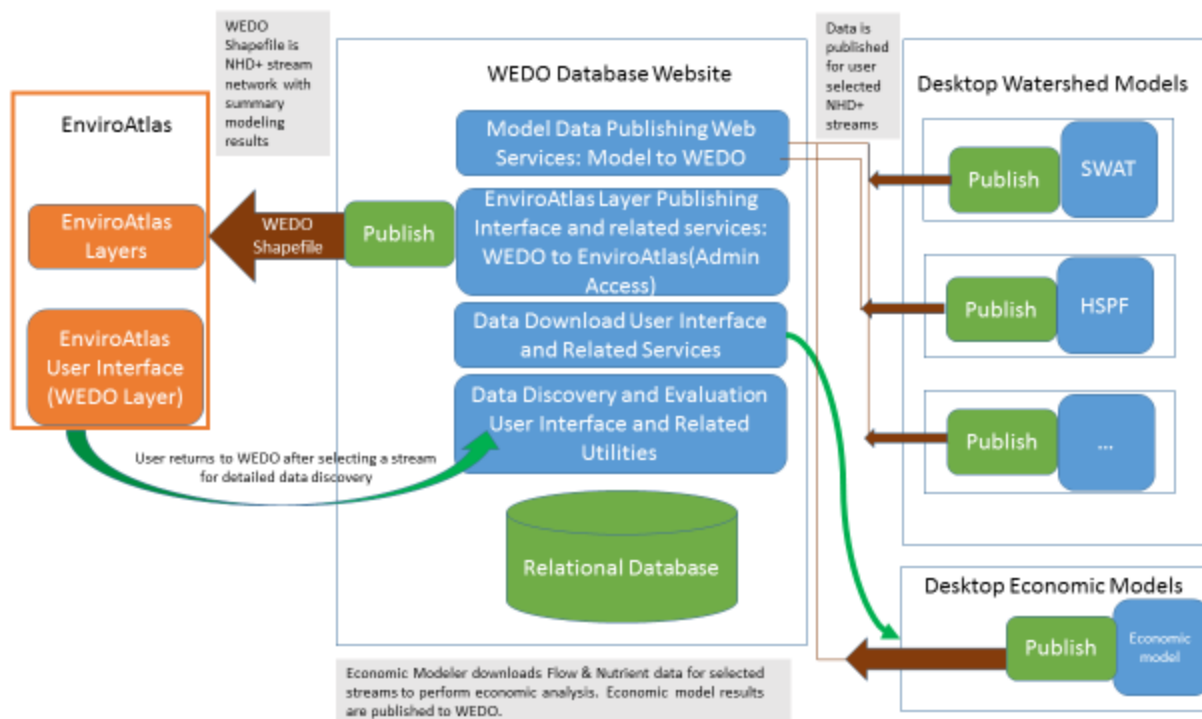 WEDO
Shapefile is
NHD+ stream
network with
summary
modeling
results
EnviroAtlas
EnviroAtlas
Layers
EnviroAtlas
User Interface
(WEDO Layer)
WEDO
Shapefile
Publish
WEDO Database Website
Model Data Publishing Web
Services: Model to WEDO
EnviroAtlas Layer Publishing
Interface and related services:
WEDO to EnviroAtlas(Admin
Access)
Data Download User Interface
and Related Services
Data Discovery and Evaluation
User Interface and Related
Utilities
User returns to WEDO after selecting a stream
for detailed data discovery
Relational Database
Data is
published
for user
selected
NHD+
streams
Desktop Watershed Models
Publish
SWAT
Publish
HSPF
Publish
...
Desktop Economic Models
Publish
Economic
model
Economic Modeler downloads Flow & Nutrient data for selected
streams to perform economic analysis. Economic model results
are published to WEDO.